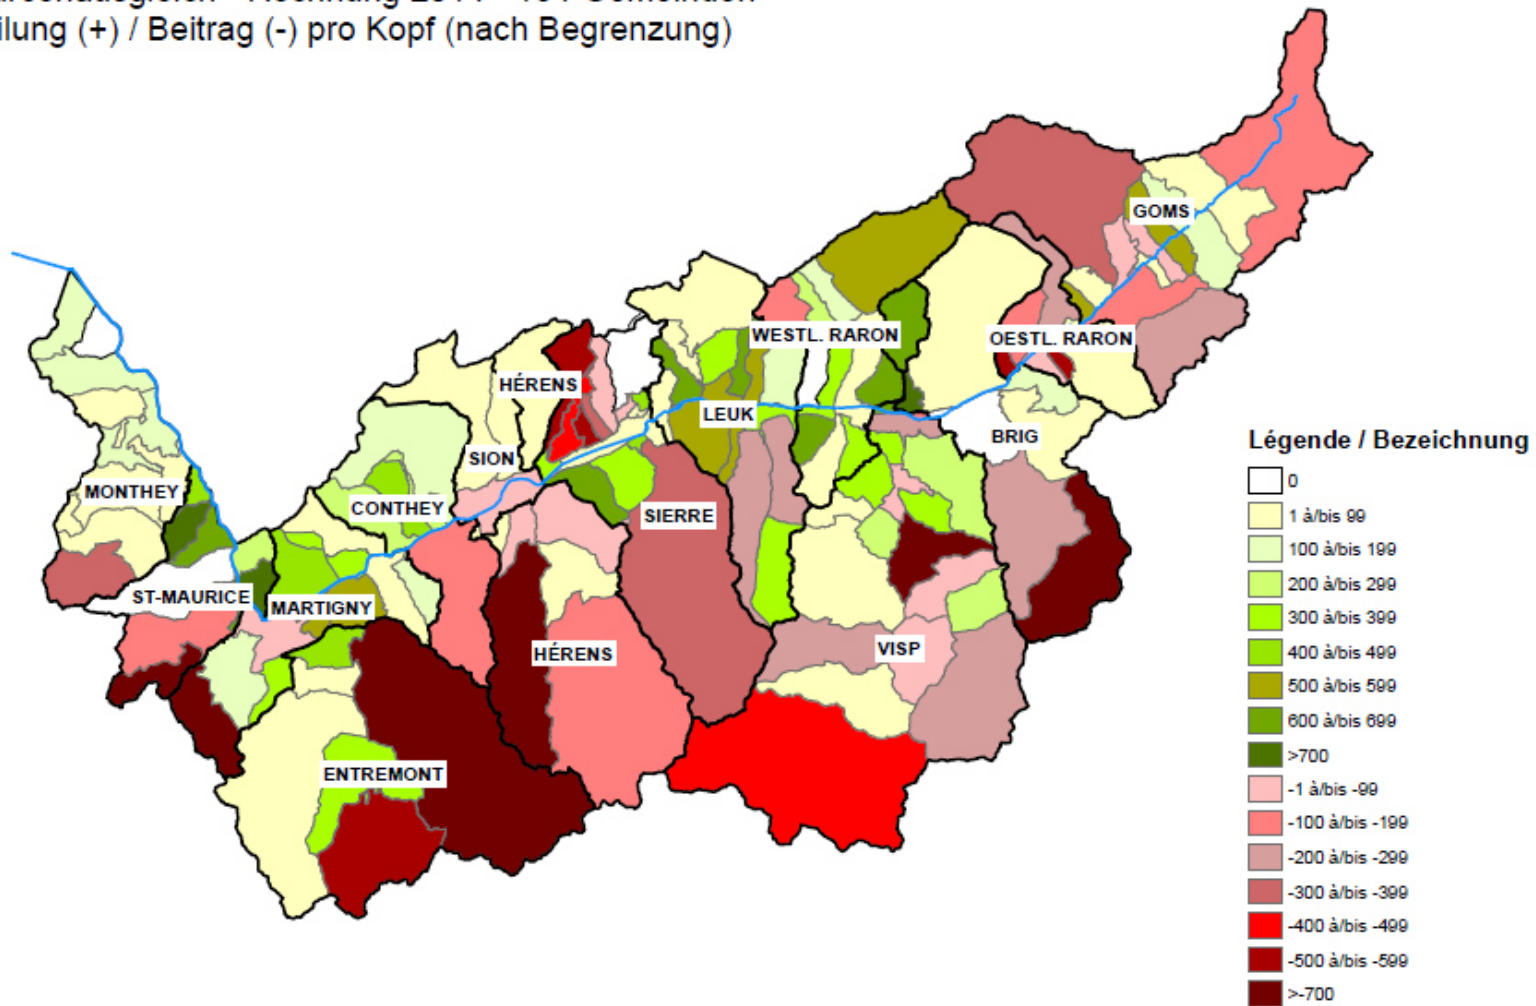 ilung (+) / Beitrag (-) pro Kopf (nach Begrenzung)
GOMS
WESTL. RARON
OESTL. RARON
HÉRENS
LEUK
BRIG
SION
MONTHEY
CONTHEY
SIERRE
ST-MAURICE
MARTIGNY
HÉRENS
VISP
ENTREMONT
Légende / Bezeichnung
0
1 à/bis 99
100 à/bis 199
200 à/bis 299
300 à/bis 399
400 à/bis 499
500 à/bis 599
600 à/bis 699
>700
-1 à/bis -99
-100 à/bis -199
-200 à/bis -299
-300 à/bis -399
-400 à/bis -499
-500 à/bis -599
>-700